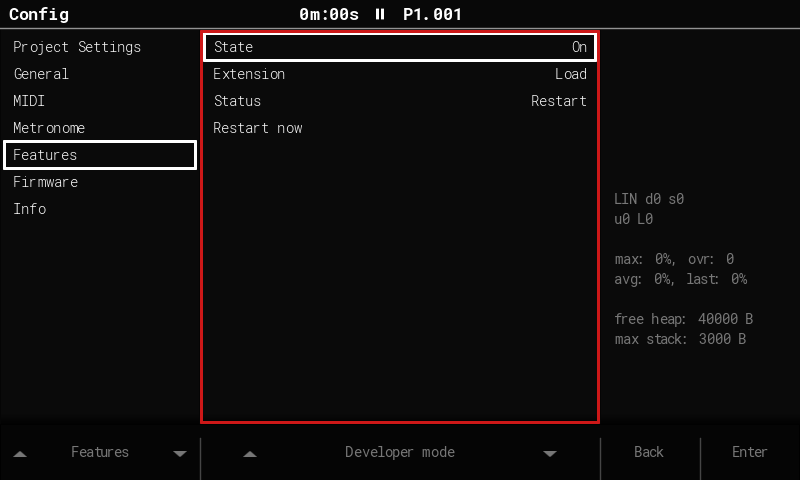 Config 0m:00s P1.001
Project Settings
General
MIDI
Metronome
Features
Firmware
Info
State On
Extension Load
Status Restart
Restart now
LIN d0 s0
u0 L0
max: 0%, ovr: 0
avg: 0%, last: 0%
free heap: 40000 B
max stack: 3000 B
Features Developer mode Back Enter